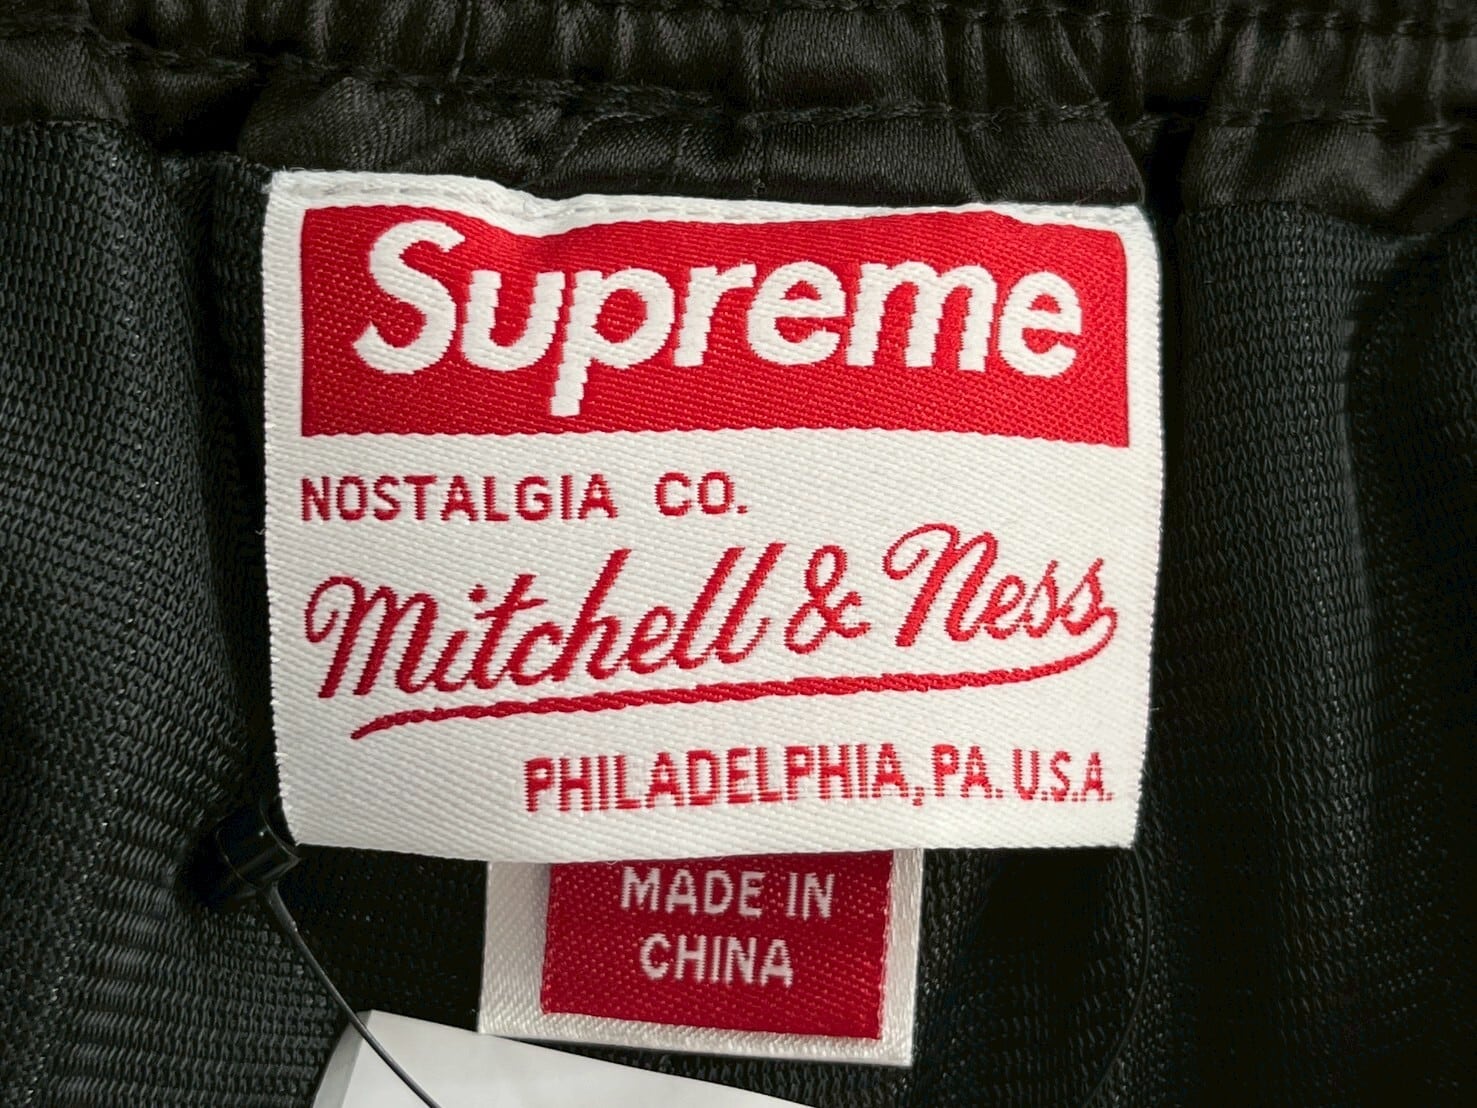 Supreme
NOSTALGIA CO.
Mitchell & Ness
PHILADELPHIA, PA. U.S.A.
MADE IN
CHINA